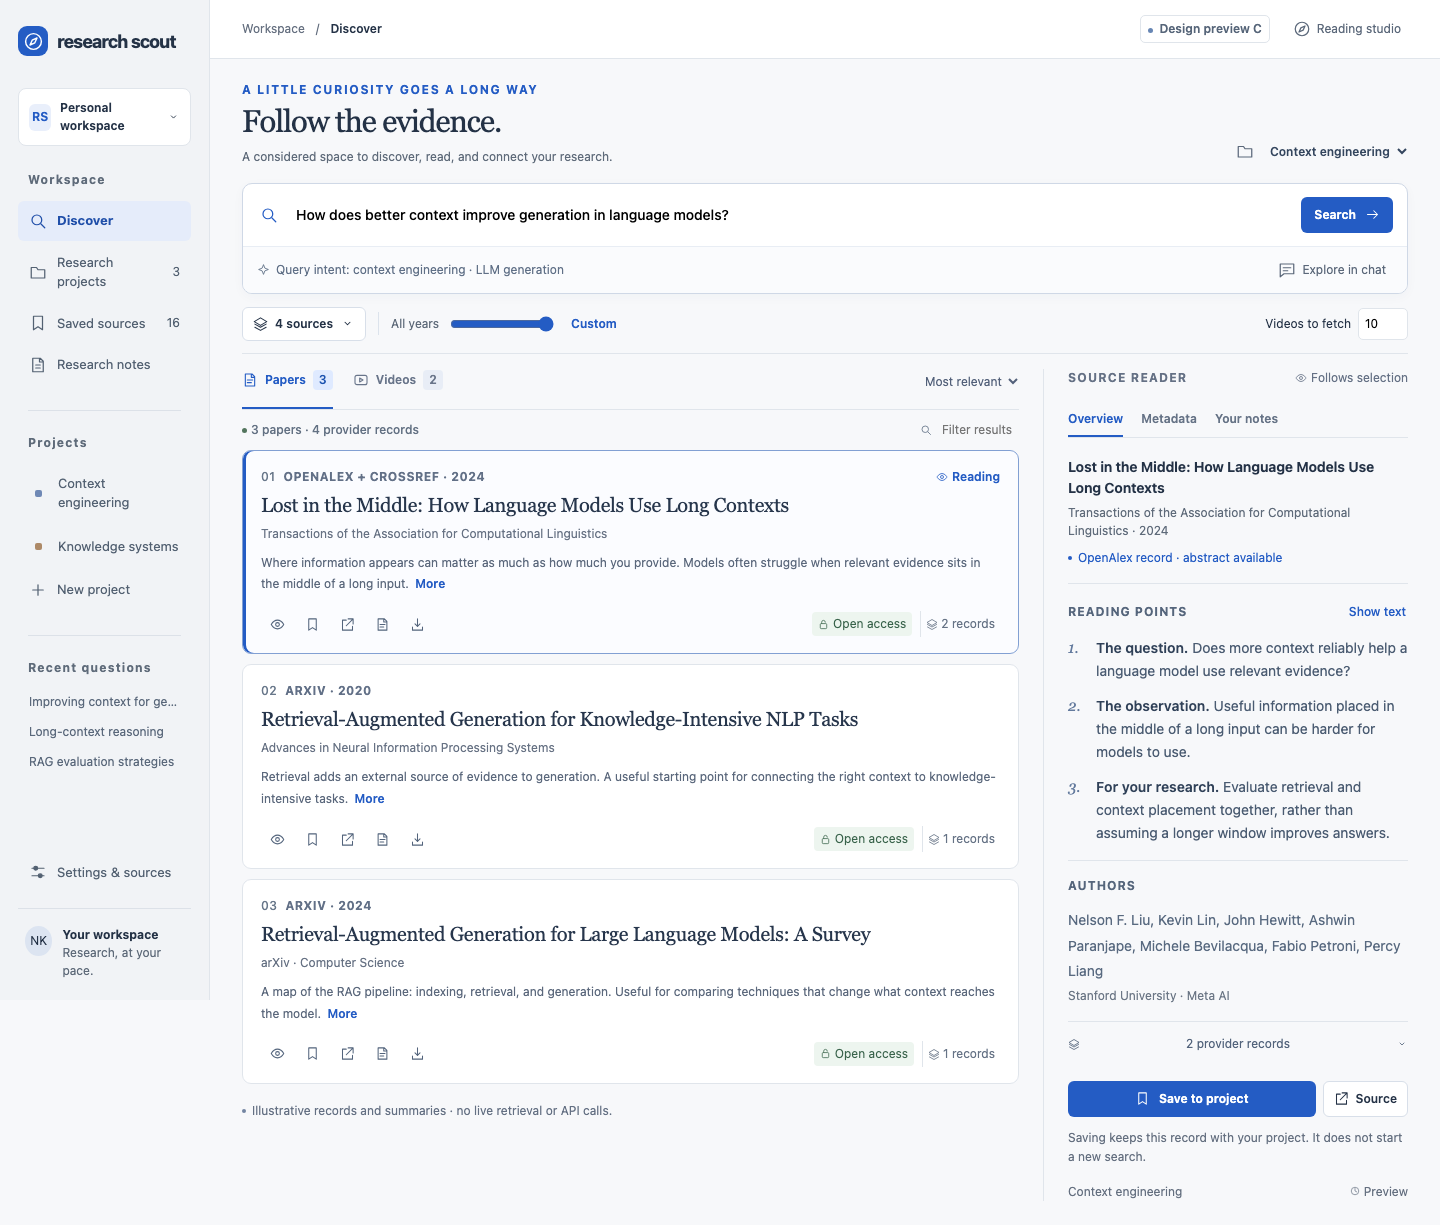 research scout
RS
Personal
workspace
Workspace
Discover
Research
projects
3
Saved sources
16
Research notes
Projects
Context
engineering
Knowledge systems
New project
Recent questions
Improving context for ge...
Long-context reasoning
RAG evaluation strategies
Settings & sources
NK
Your workspace
Research, at your
pace.
Workspace / Discover
Design preview C
Reading studio
A LITTLE CURIOSITY GOES A LONG WAY
Follow the evidence.
A considered space to discover, read, and connect your research.
Context engineering
How does better context improve generation in language models?
Search
Query intent: context engineering · LLM generation
Explore in chat
4 sources
All years
Custom
Videos to fetch
10
Papers 3
Videos 2
Most relevant
3 papers · 4 provider records
Filter results
01 OPENALEX + CROSSREF · 2024
Reading
Lost in the Middle: How Language Models Use Long Contexts
Transactions of the Association for Computational Linguistics
Where information appears can matter as much as how much you provide. Models often struggle when relevant evidence sits in
the middle of a long input. More
Open access
2 records
02 ARXIV · 2020
Retrieval-Augmented Generation for Knowledge-Intensive NLP Tasks
Advances in Neural Information Processing Systems
Retrieval adds an external source of evidence to generation. A useful starting point for connecting the right context to knowledge-
intensive tasks. More
Open access
1 records
03 ARXIV · 2024
Retrieval-Augmented Generation for Large Language Models: A Survey
arXiv · Computer Science
A map of the RAG pipeline: indexing, retrieval, and generation. Useful for comparing techniques that change what context reaches
the model. More
Open access
1 records
• Illustrative records and summaries · no live retrieval or API calls.
SOURCE READER
Follows selection
Overview
Metadata
Your notes
Lost in the Middle: How Language Models Use
Long Contexts
Transactions of the Association for Computational
Linguistics · 2024
• OpenAlex record · abstract available
READING POINTS
Show text
1. The question. Does more context reliably help a
language model use relevant evidence?
2. The observation. Useful information placed in
the middle of a long input can be harder for
models to use.
3. For your research. Evaluate retrieval and
context placement together, rather than
assuming a longer window improves answers.
AUTHORS
Nelson F. Liu, Kevin Lin, John Hewitt, Ashwin
Paranjape, Michele Bevilacqua, Fabio Petroni, Percy
Liang
Stanford University · Meta AI
2 provider records
Save to project
Source
Saving keeps this record with your project. It does not start
a new search.
Context engineering
Preview